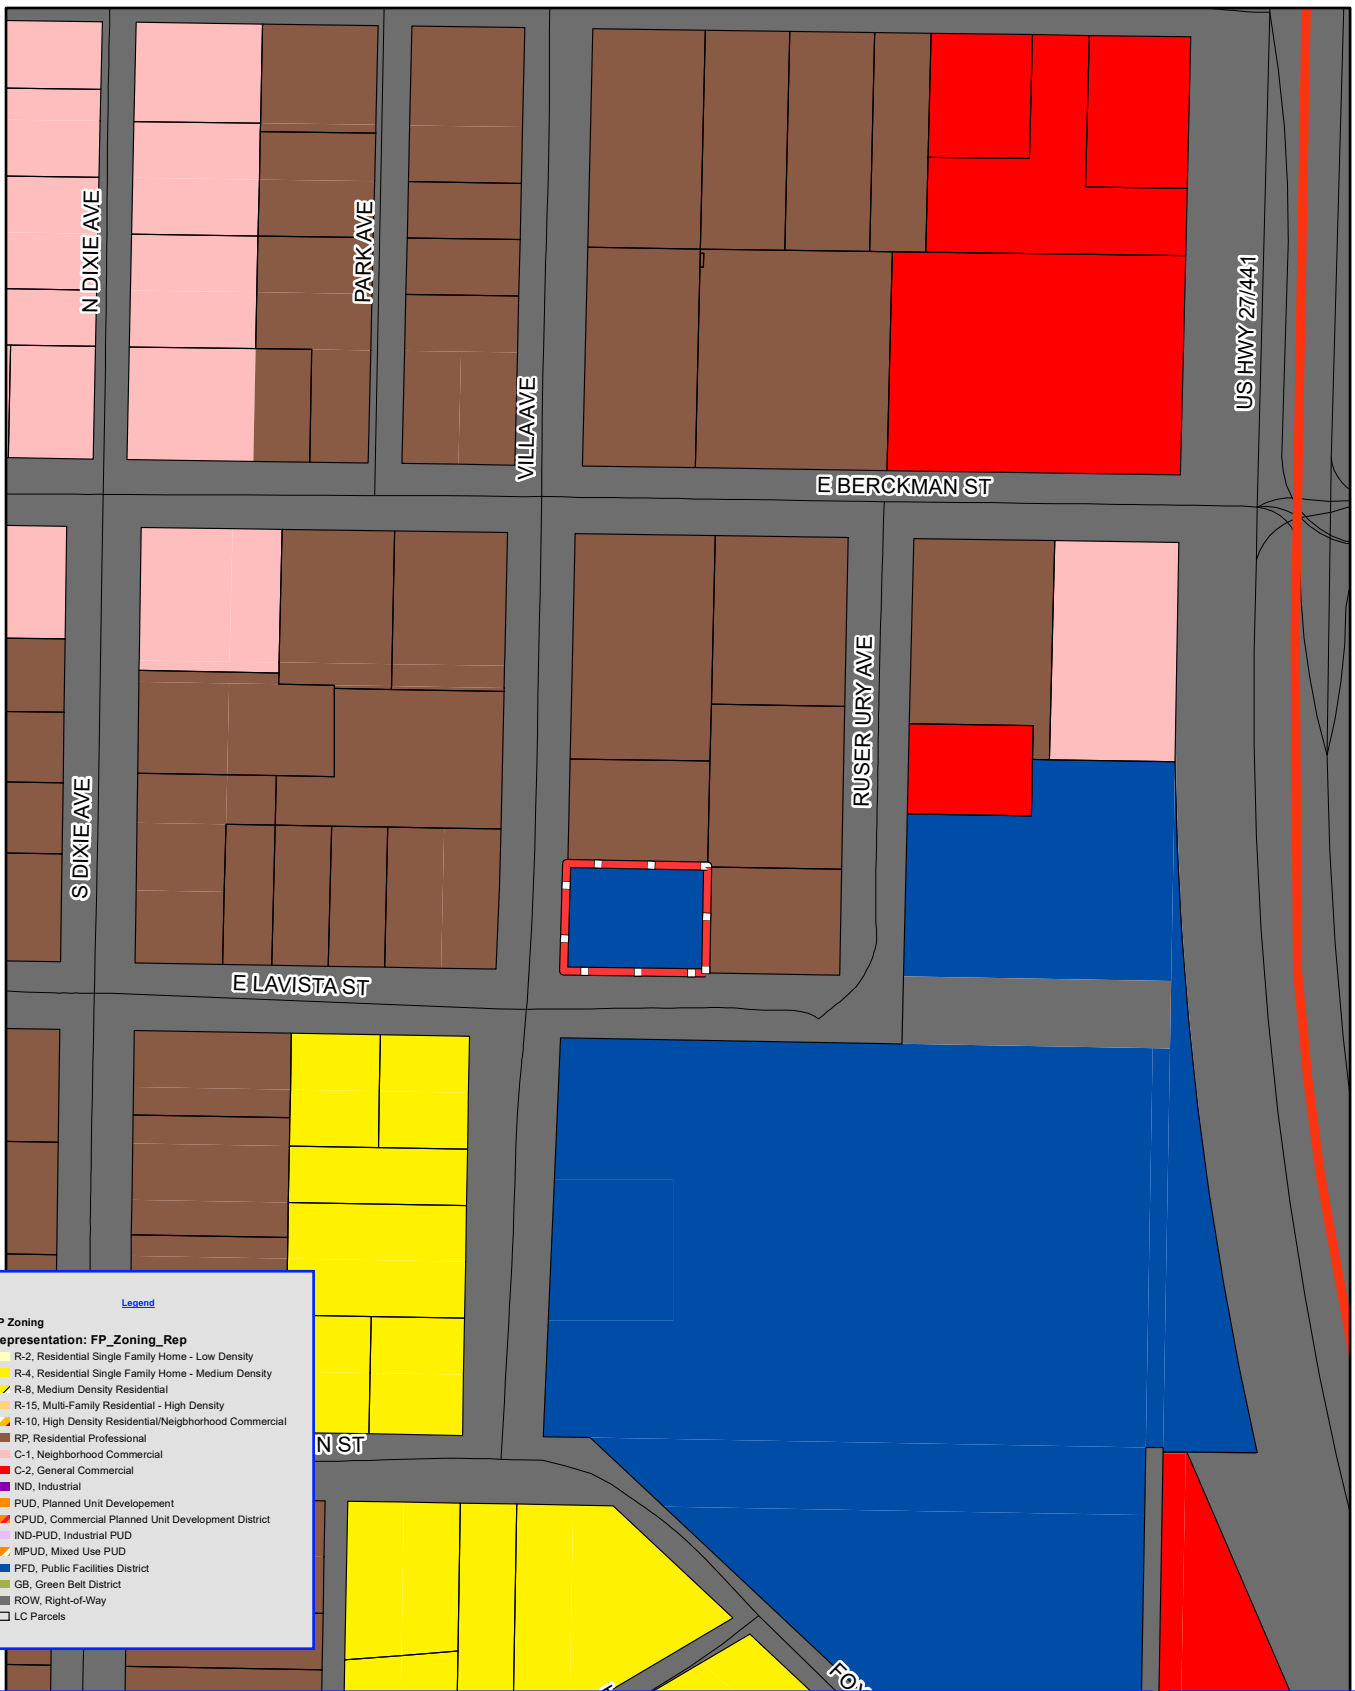 N DIXIE AVE
PARK AVE
VILLA AVE
US HWY 27/441
E BERCKMAN ST
RUSER URY AVE
S DIXIE AVE
E LAVISTA ST
N ST
FOX
Legend
P Zoning
epresentation: FP_Zoning_Rep
R-2, Residential Single Family Home - Low Density
R-4, Residential Single Family Home - Medium Density
R-8, Medium Density Residential
R-15, Multi-Family Residential - High Density
R-10, High Density Residential/Neigbhorhood Commercial
RP, Residential Professional
C-1, Neighborhood Commercial
C-2, General Commercial
IND, Industrial
PUD, Planned Unit Developement
CPUD, Commercial Planned Unit Development District
IND-PUD, Industrial PUD
MPUD, Mixed Use PUD
PFD, Public Facilities District
GB, Green Belt District
ROW, Right-of-Way
LC Parcels